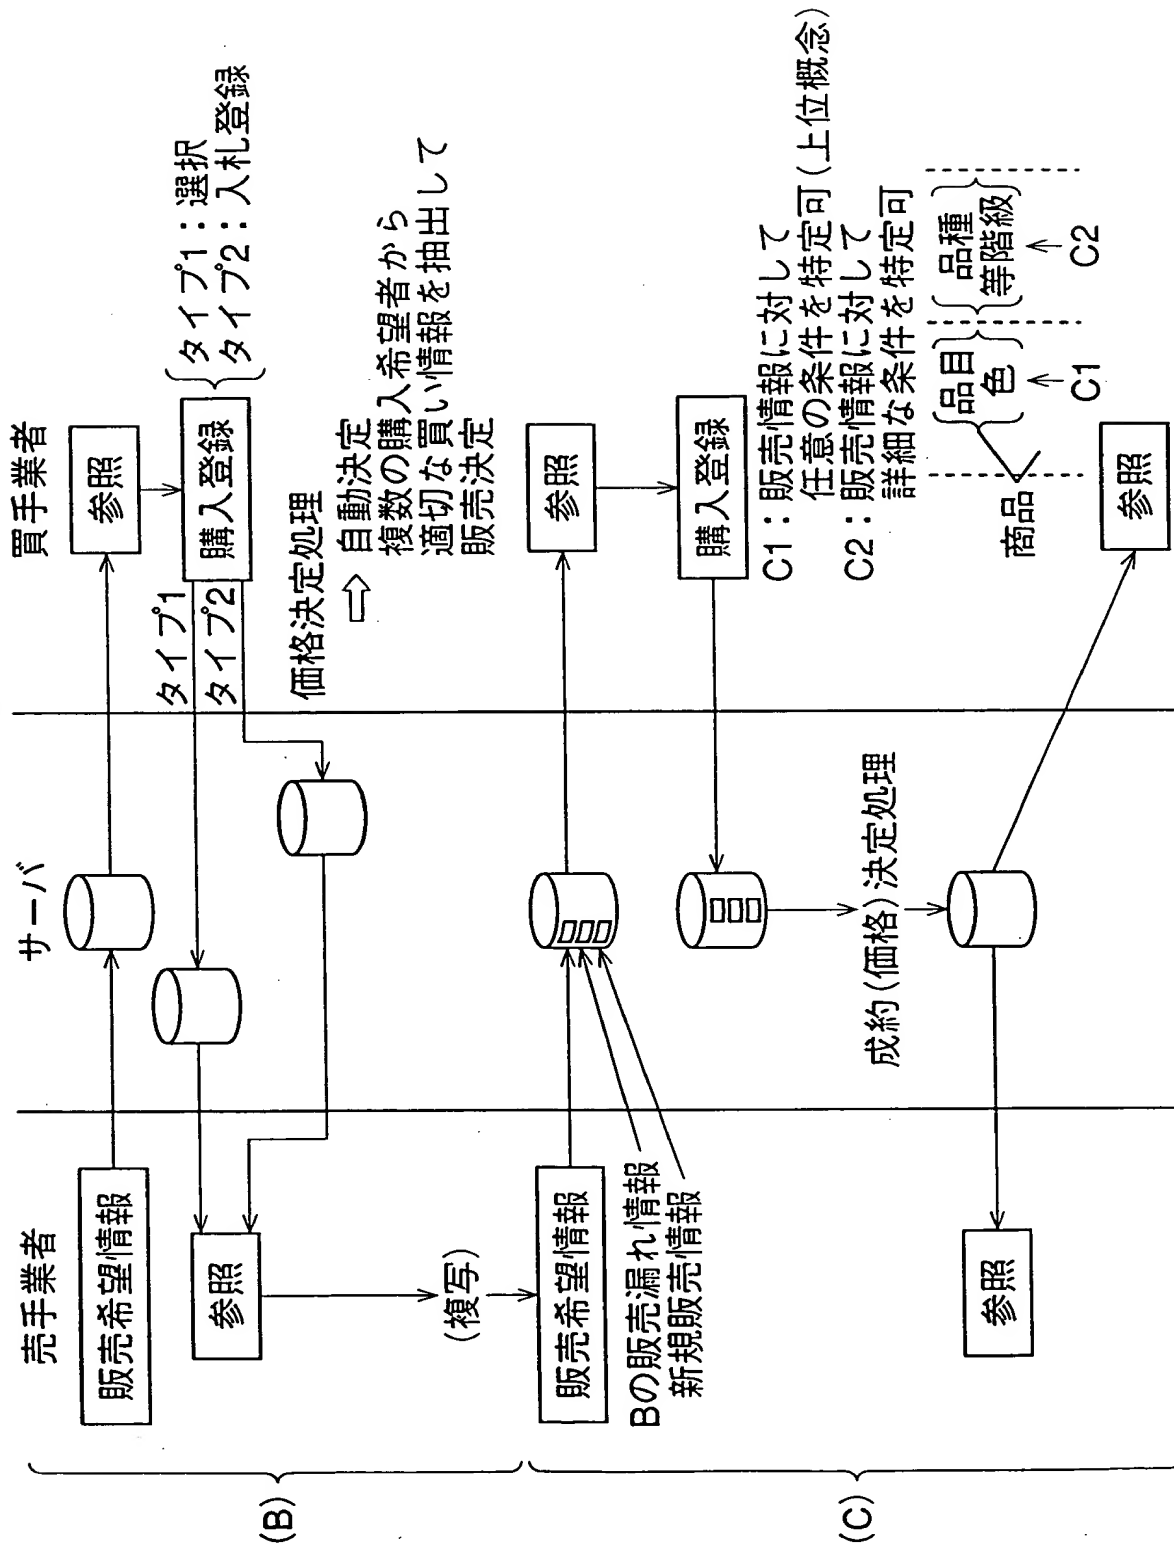 売手業者
サーバ
買手業者
(B)
販売希望情報
参照
参照
タイプ1
タイプ2
購入登録
タイプ1:選択
タイプ2:入札登録
価格決定処理
⇨ 自動決定
複数の購入希望者から
適切な買い情報を抽出して
販売決定
(複写)
(C)
販売希望情報
Bの販売漏れ情報
新規販売情報
参照
購入登録
C1:販売情報に対して
任意の条件を特定可(上位概念)
C2:販売情報に対して
詳細な条件を特定可
成約(価格)決定処理
商品
品目
色
品種
等階級
C1
C2
参照
参照